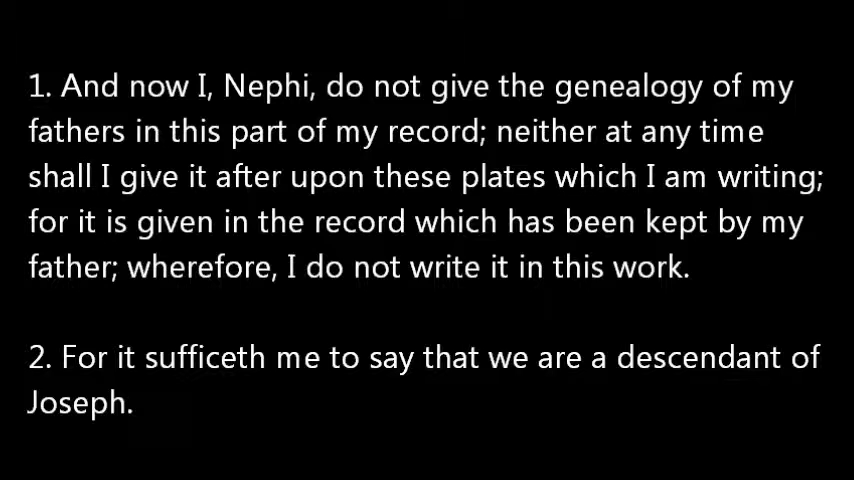 1. And now I, Nephi, do not give the genealogy of my
fathers in this part of my record; neither at any time
shall I give it after upon these plates which I am writing;
for it is given in the record which has been kept by my
father; wherefore, I do not write it in this work.
2. For it sufficeth me to say that we are a descendant of
Joseph.